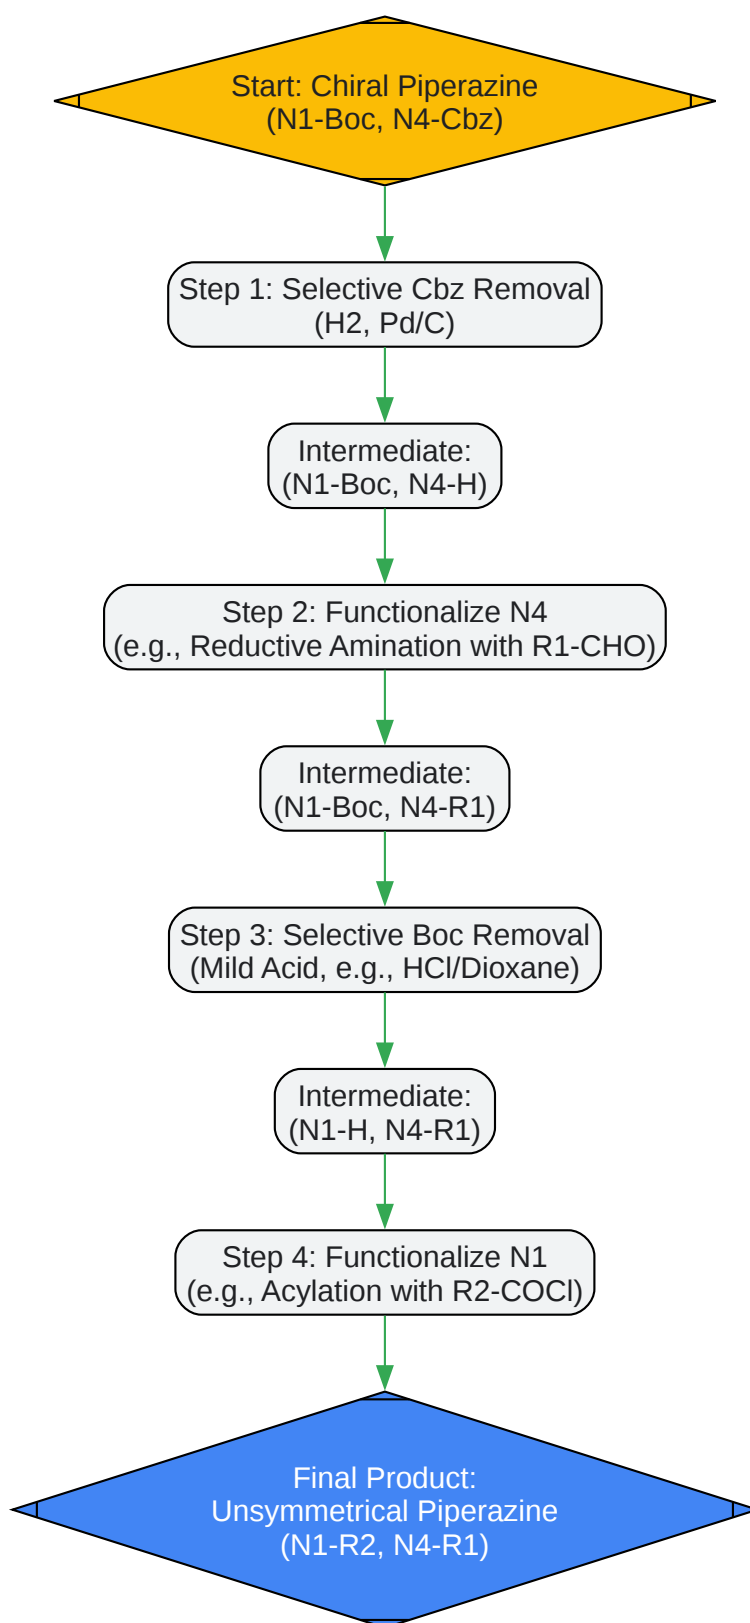 Start: Chiral Piperazine
(N1-Boc, N4-Cbz)
Step 1: Selective Cbz Removal
(H2, Pd/C)
Intermediate:
(N1-Boc, N4-H)
Step 2: Functionalize N4
(e.g., Reductive Amination with R1-CHO)
Intermediate:
(N1-Boc, N4-R1)
Step 3: Selective Boc Removal
(Mild Acid, e.g., HCl/Dioxane)
Intermediate:
(N1-H, N4-R1)
Step 4: Functionalize N1
(e.g., Acylation with R2-COCl)
Final Product:
Unsymmetrical Piperazine
(N1-R2, N4-R1)